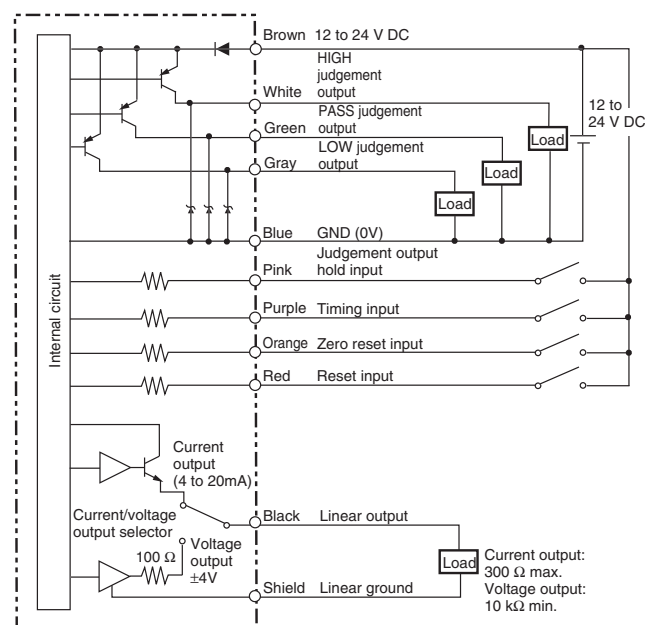 Brown 12 to 24 V DC
HIGH
judgement
output
White
PASS judgement
output
Green
LOW judgement
output
Gray
12 to
24 V DC
Load
Load
Load
Blue GND (0V)
Judgement output
hold input
Pink
Purple Timing input
Orange Zero reset input
Red Reset input
Internal circuit
Current
output
(4 to 20mA)
Current/voltage
output selector
Black Linear output
100 Ω
Voltage
output
±4V
Load
Current output:
300 Ω max.
Voltage output:
10 kΩ min.
Shield Linear ground